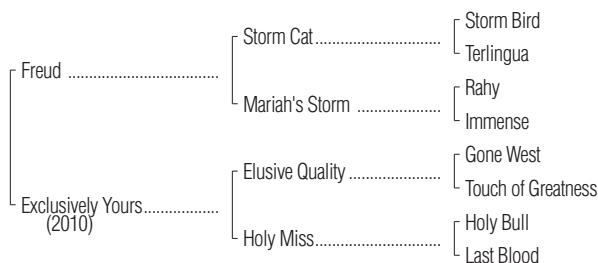 Storm Bird
Storm Cat..............................
Terlingua
Freud ....................................
Rahy
Mariah's Storm ....................
Immense
Gone West
Elusive Quality ......................
Touch of Greatness
Exclusively Yours..................
(2010)
Holy Bull
Holy Miss..............................
Last Blood